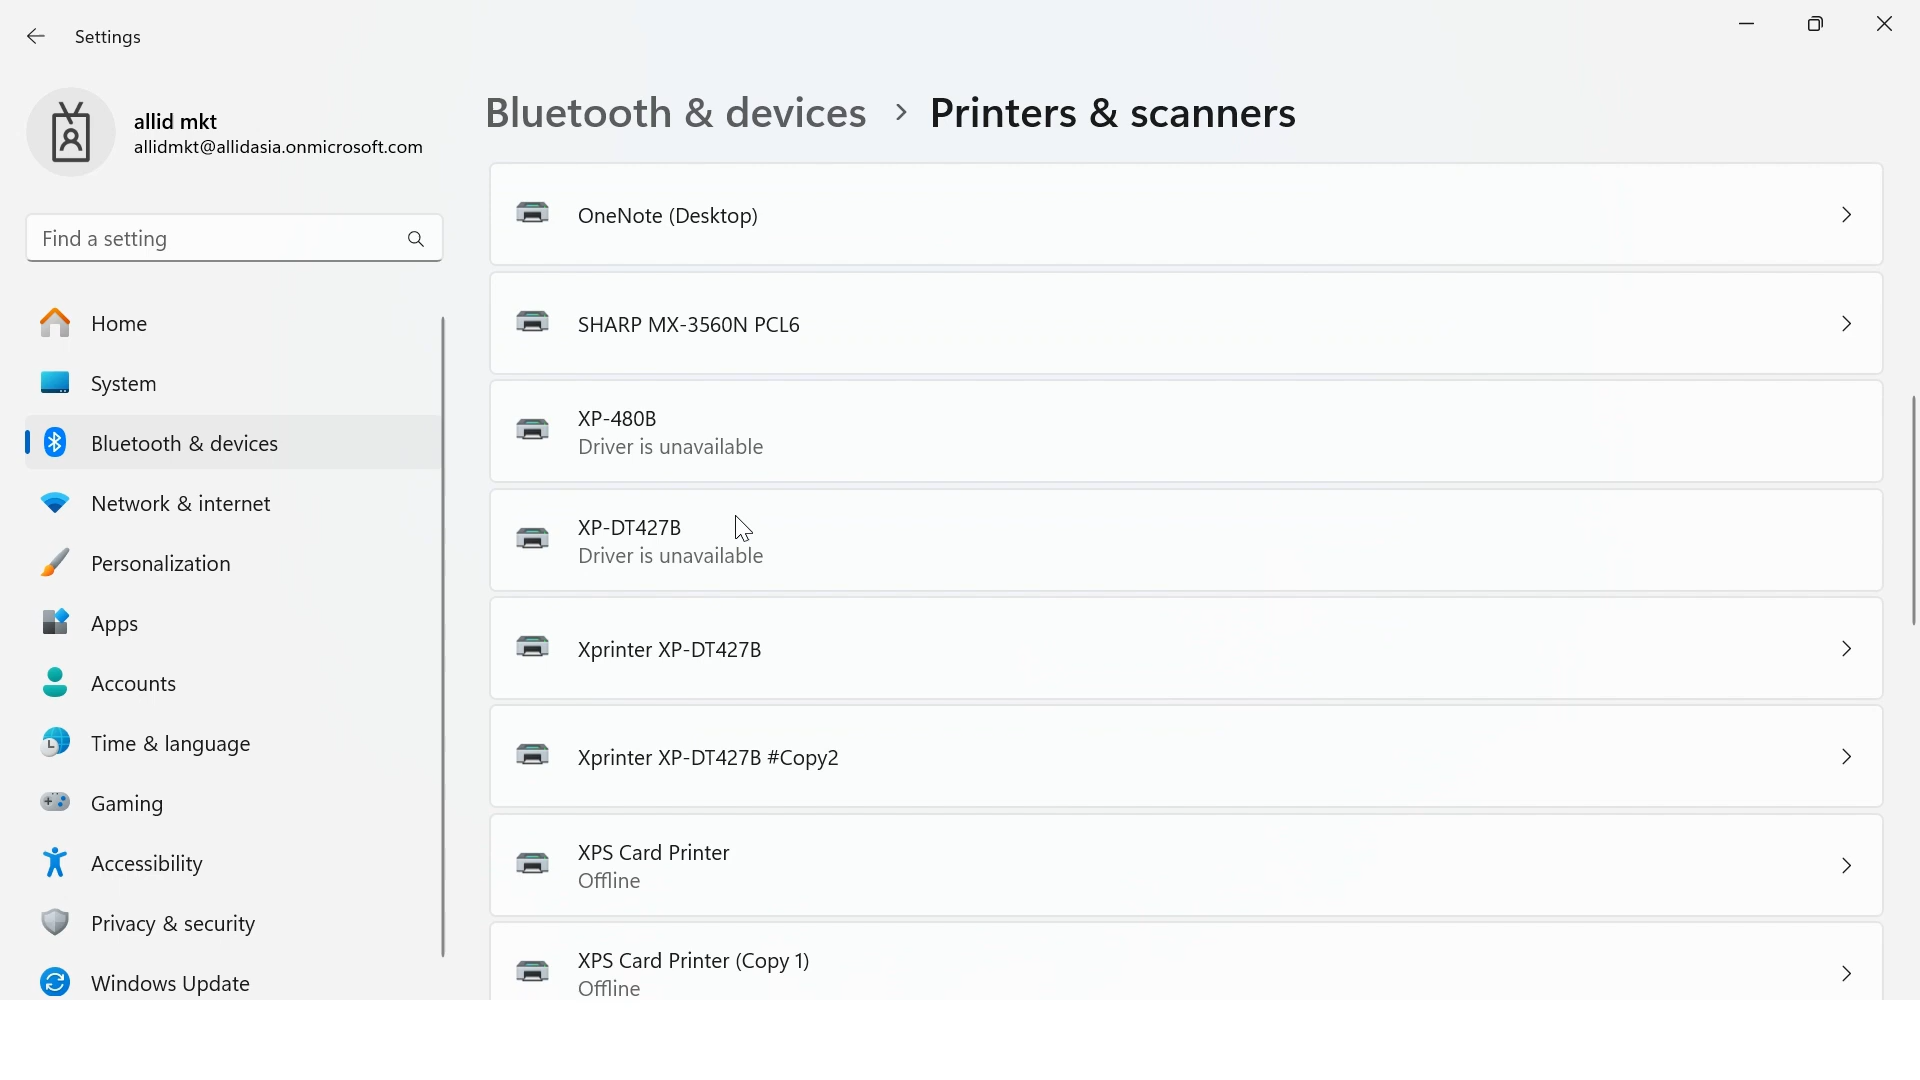 Settings
allid mkt
allidmkt@allidasia.onmicrosoft.com
Find a setting
Home
System
Bluetooth & devices
Network & internet
Personalization
Apps
Accounts
Time & language
Gaming
Accessibility
Privacy & security
Windows Update
Bluetooth & devices > Printers & scanners
OneNote (Desktop)
SHARP MX-3560N PCL6
XP-480B
Driver is unavailable
XP-DT427B
Driver is unavailable
Xprinter XP-DT427B
Xprinter XP-DT427B #Copy2
XPS Card Printer
Offline
XPS Card Printer (Copy 1)
Offline